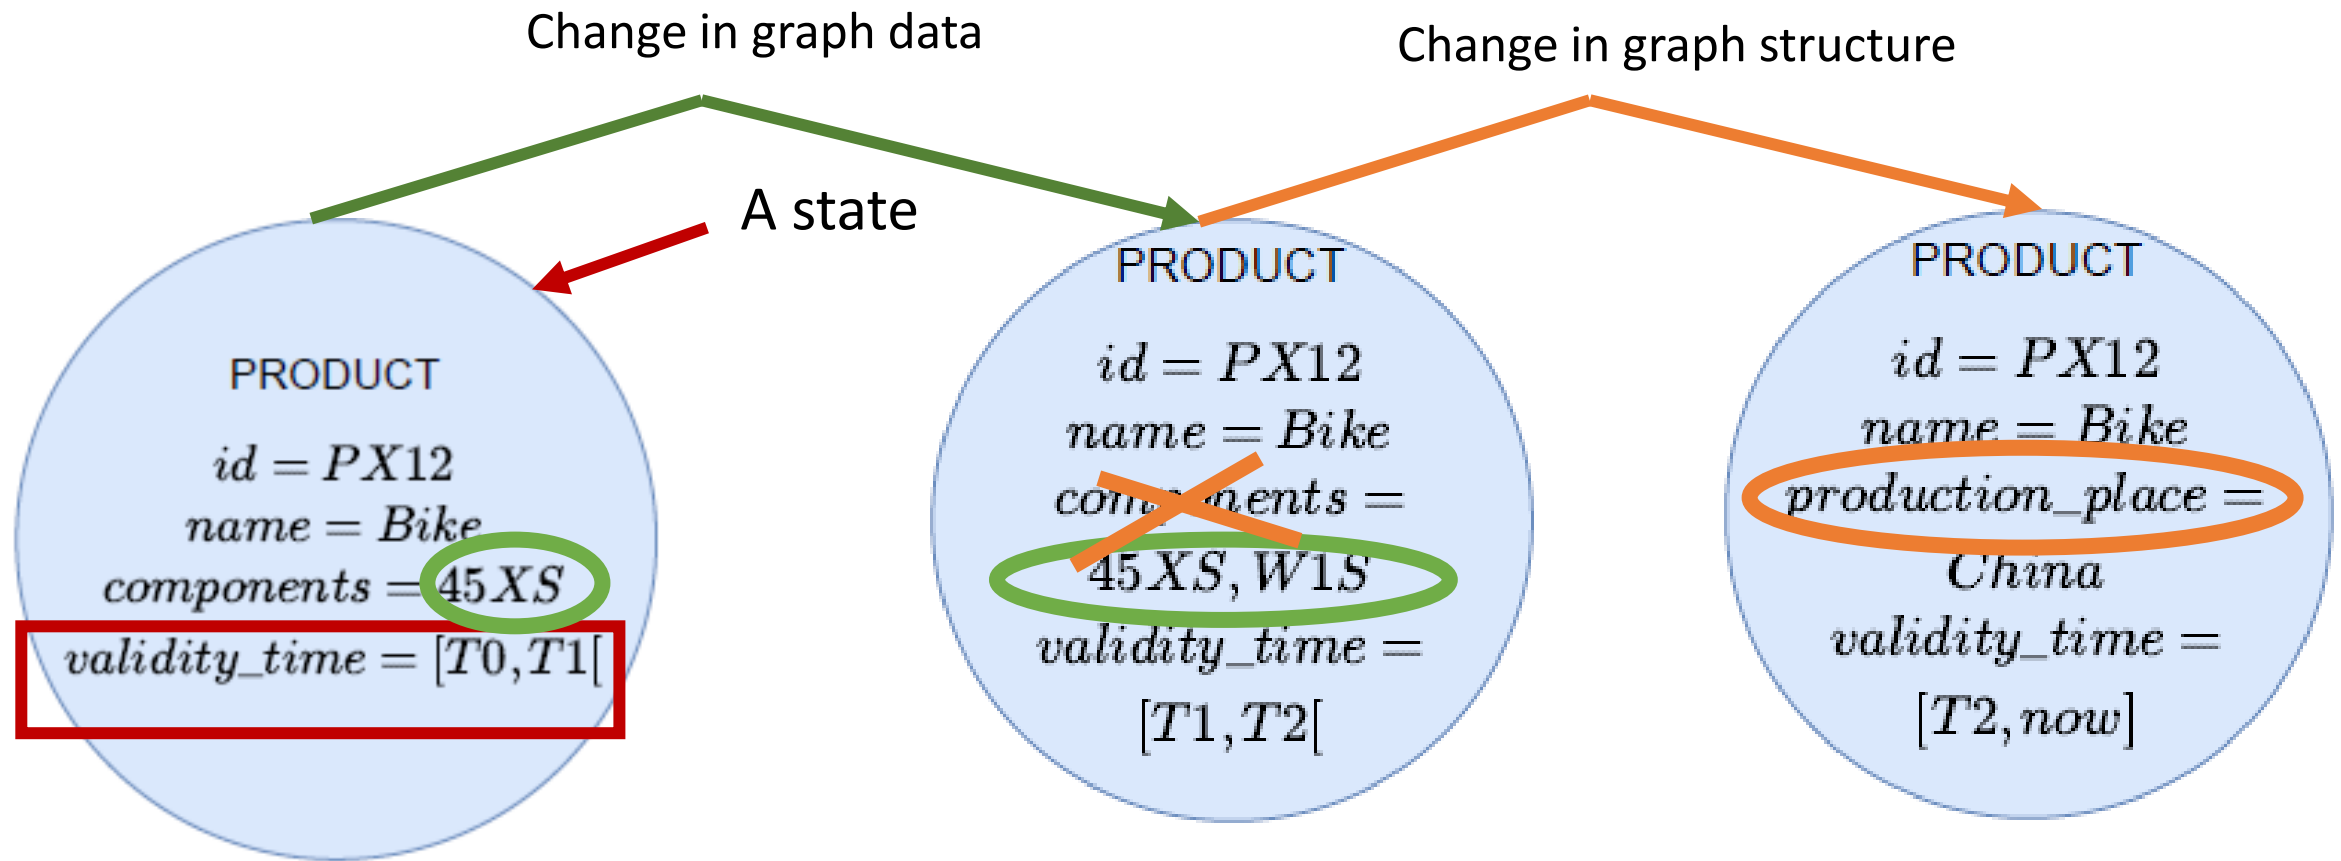 Change in graph data
Change in graph structure
A state
PRODUCT
id = PX12
name = Bike
components = 45XS
validity_time = [T0, T1[
PRODUCT
id = PX12
name = Bike
components =
45XS, W1S
validity_time =
[T1, T2[
PRODUCT
id = PX12
name = Bike
production_place =
China
validity_time =
[T2, now]